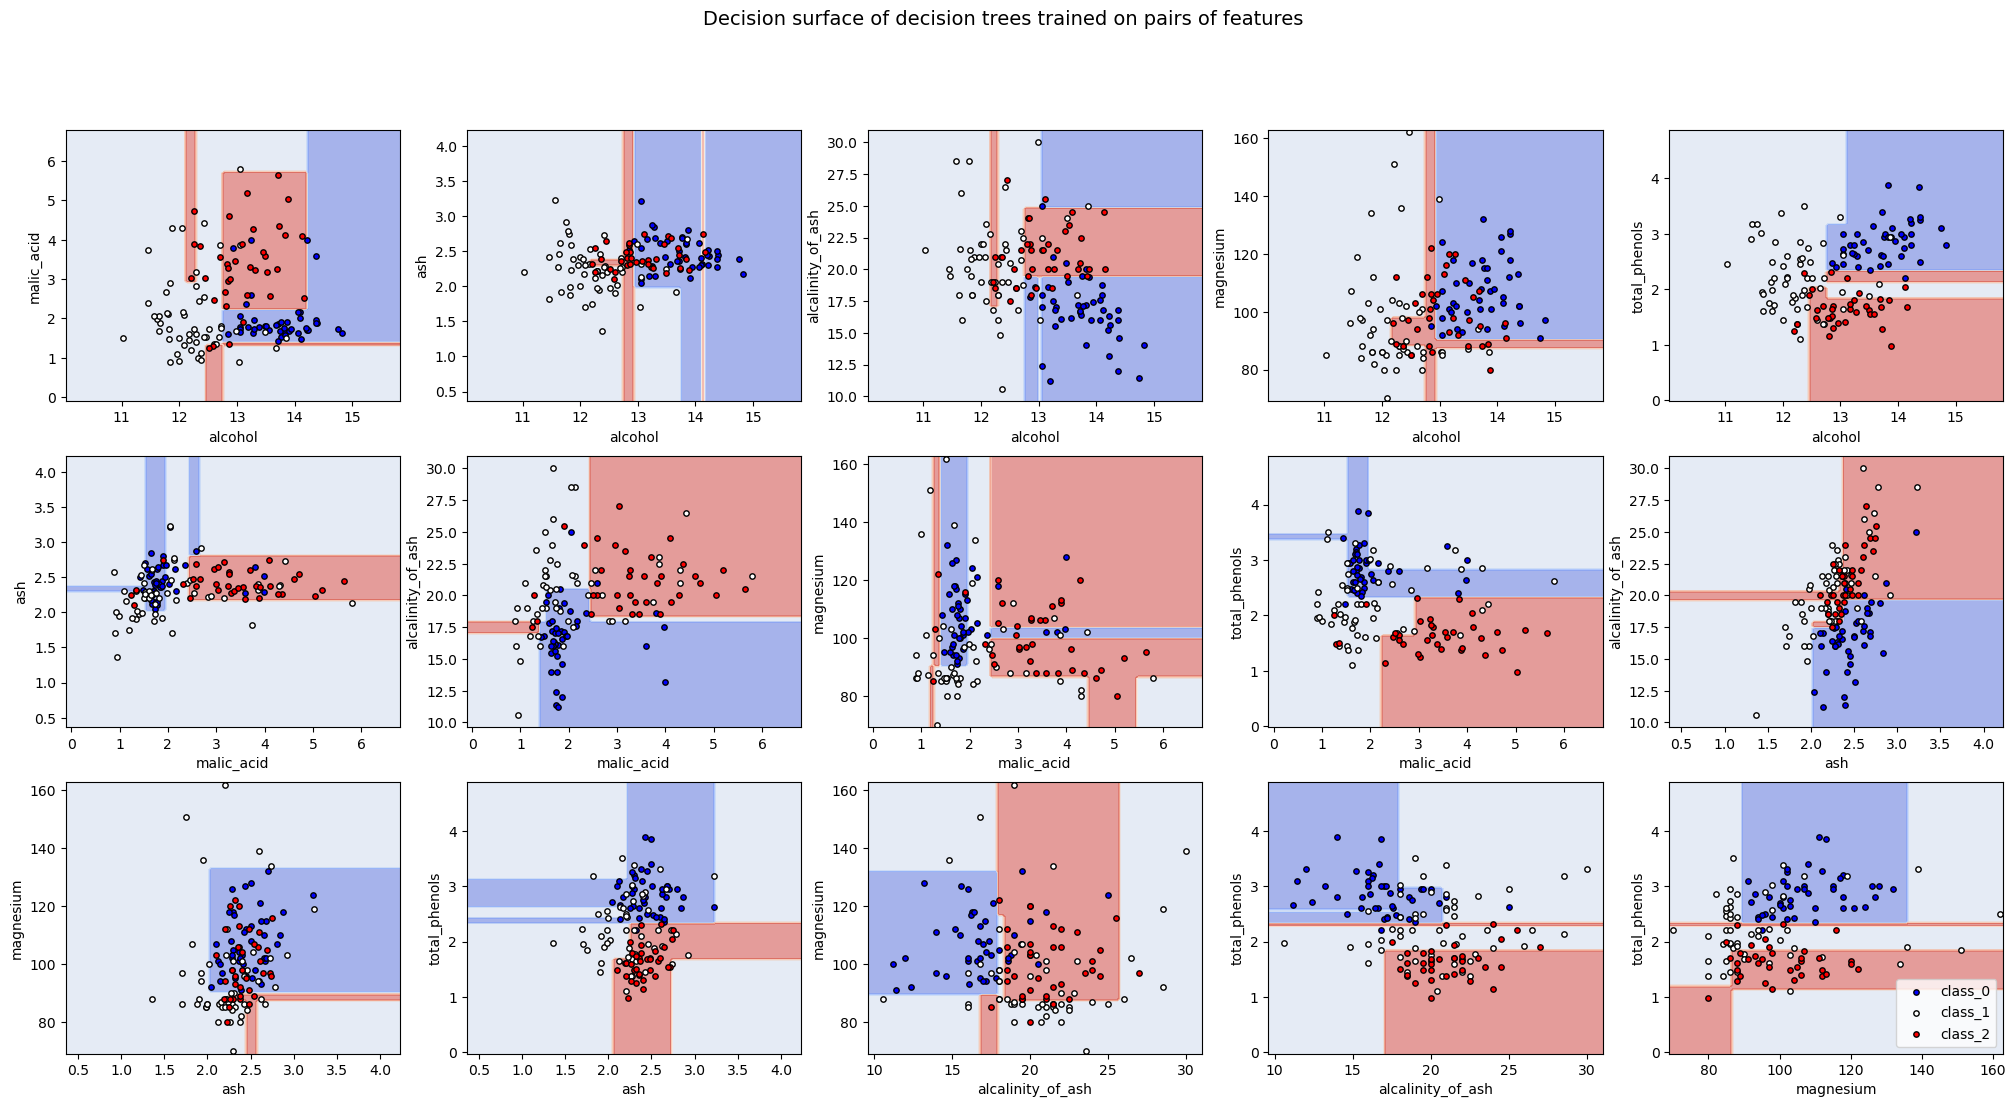 Decision surface of decision trees trained on pairs of features
6
5
4
3
2
1
0
malic_acid
11 12 13 14 15
alcohol
4.0
3.5
3.0
2.5
2.0
1.5
1.0
0.5
ash
11 12 13 14 15
alcohol
30.0
27.5
25.0
22.5
20.0
17.5
15.0
12.5
10.0
alcalinity_of_ash
11 12 13 14 15
alcohol
160
140
120
100
80
magnesium
11 12 13 14 15
alcohol
4
3
2
1
0
total_phenols
11 12 13 14 15
alcohol
4.0
3.5
3.0
2.5
2.0
1.5
1.0
0.5
ash
0 1 2 3 4 5 6
malic_acid
30.0
27.5
25.0
22.5
20.0
17.5
15.0
12.5
10.0
alcalinity_of_ash
0 1 2 3 4 5 6
malic_acid
160
140
120
100
80
magnesium
0 1 2 3 4 5 6
malic_acid
4
3
2
1
0
total_phenols
0 1 2 3 4 5 6
malic_acid
30.0
27.5
25.0
22.5
20.0
17.5
15.0
12.5
10.0
alcalinity_of_ash
0.5 1.0 1.5 2.0 2.5 3.0 3.5 4.0
ash
160
140
120
100
80
magnesium
0.5 1.0 1.5 2.0 2.5 3.0 3.5 4.0
ash
4
3
2
1
0
total_phenols
0.5 1.0 1.5 2.0 2.5 3.0 3.5 4.0
ash
160
140
120
100
80
magnesium
10 15 20 25 30
alcalinity_of_ash
4
3
2
1
0
total_phenols
10 15 20 25 30
alcalinity_of_ash
4
3
2
1
0
total_phenols
80 100 120 140 160
magnesium
class_0
class_1
class_2